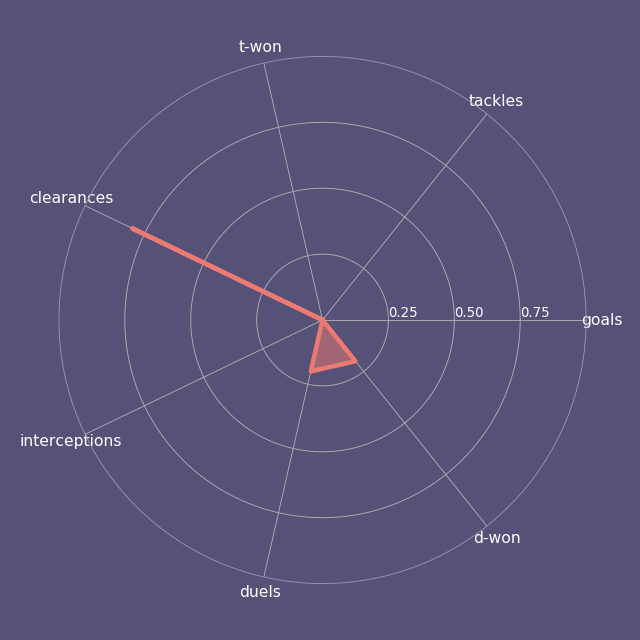 t-won
tackles
clearances
0.25 0.50 0.75
goals
interceptions
d-won
duels